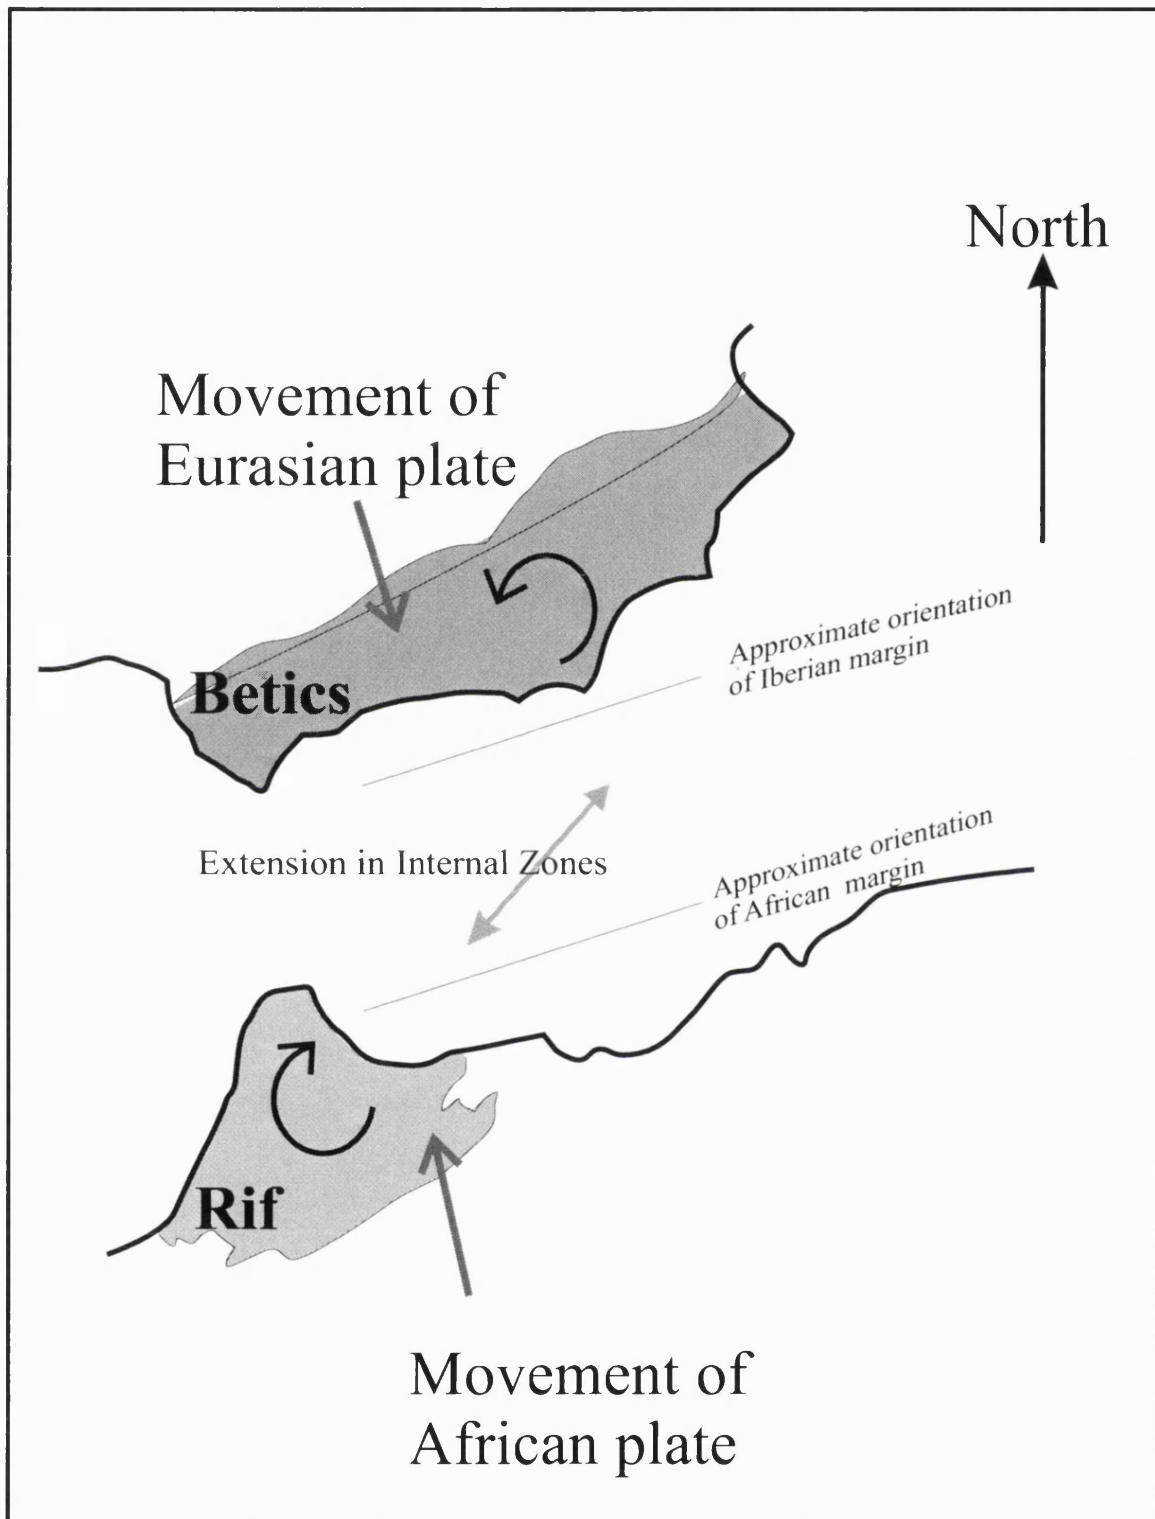 North
Movement of
Eurasian plate
Betics
Approximate orientation
of Iberian margin
Extension in Internal Zones
Approximate orientation
of African margin
Rif
Movement of
African plate